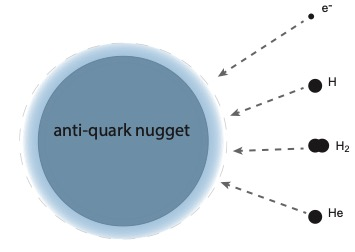 e⁻
H
anti-quark nugget
H₂
He